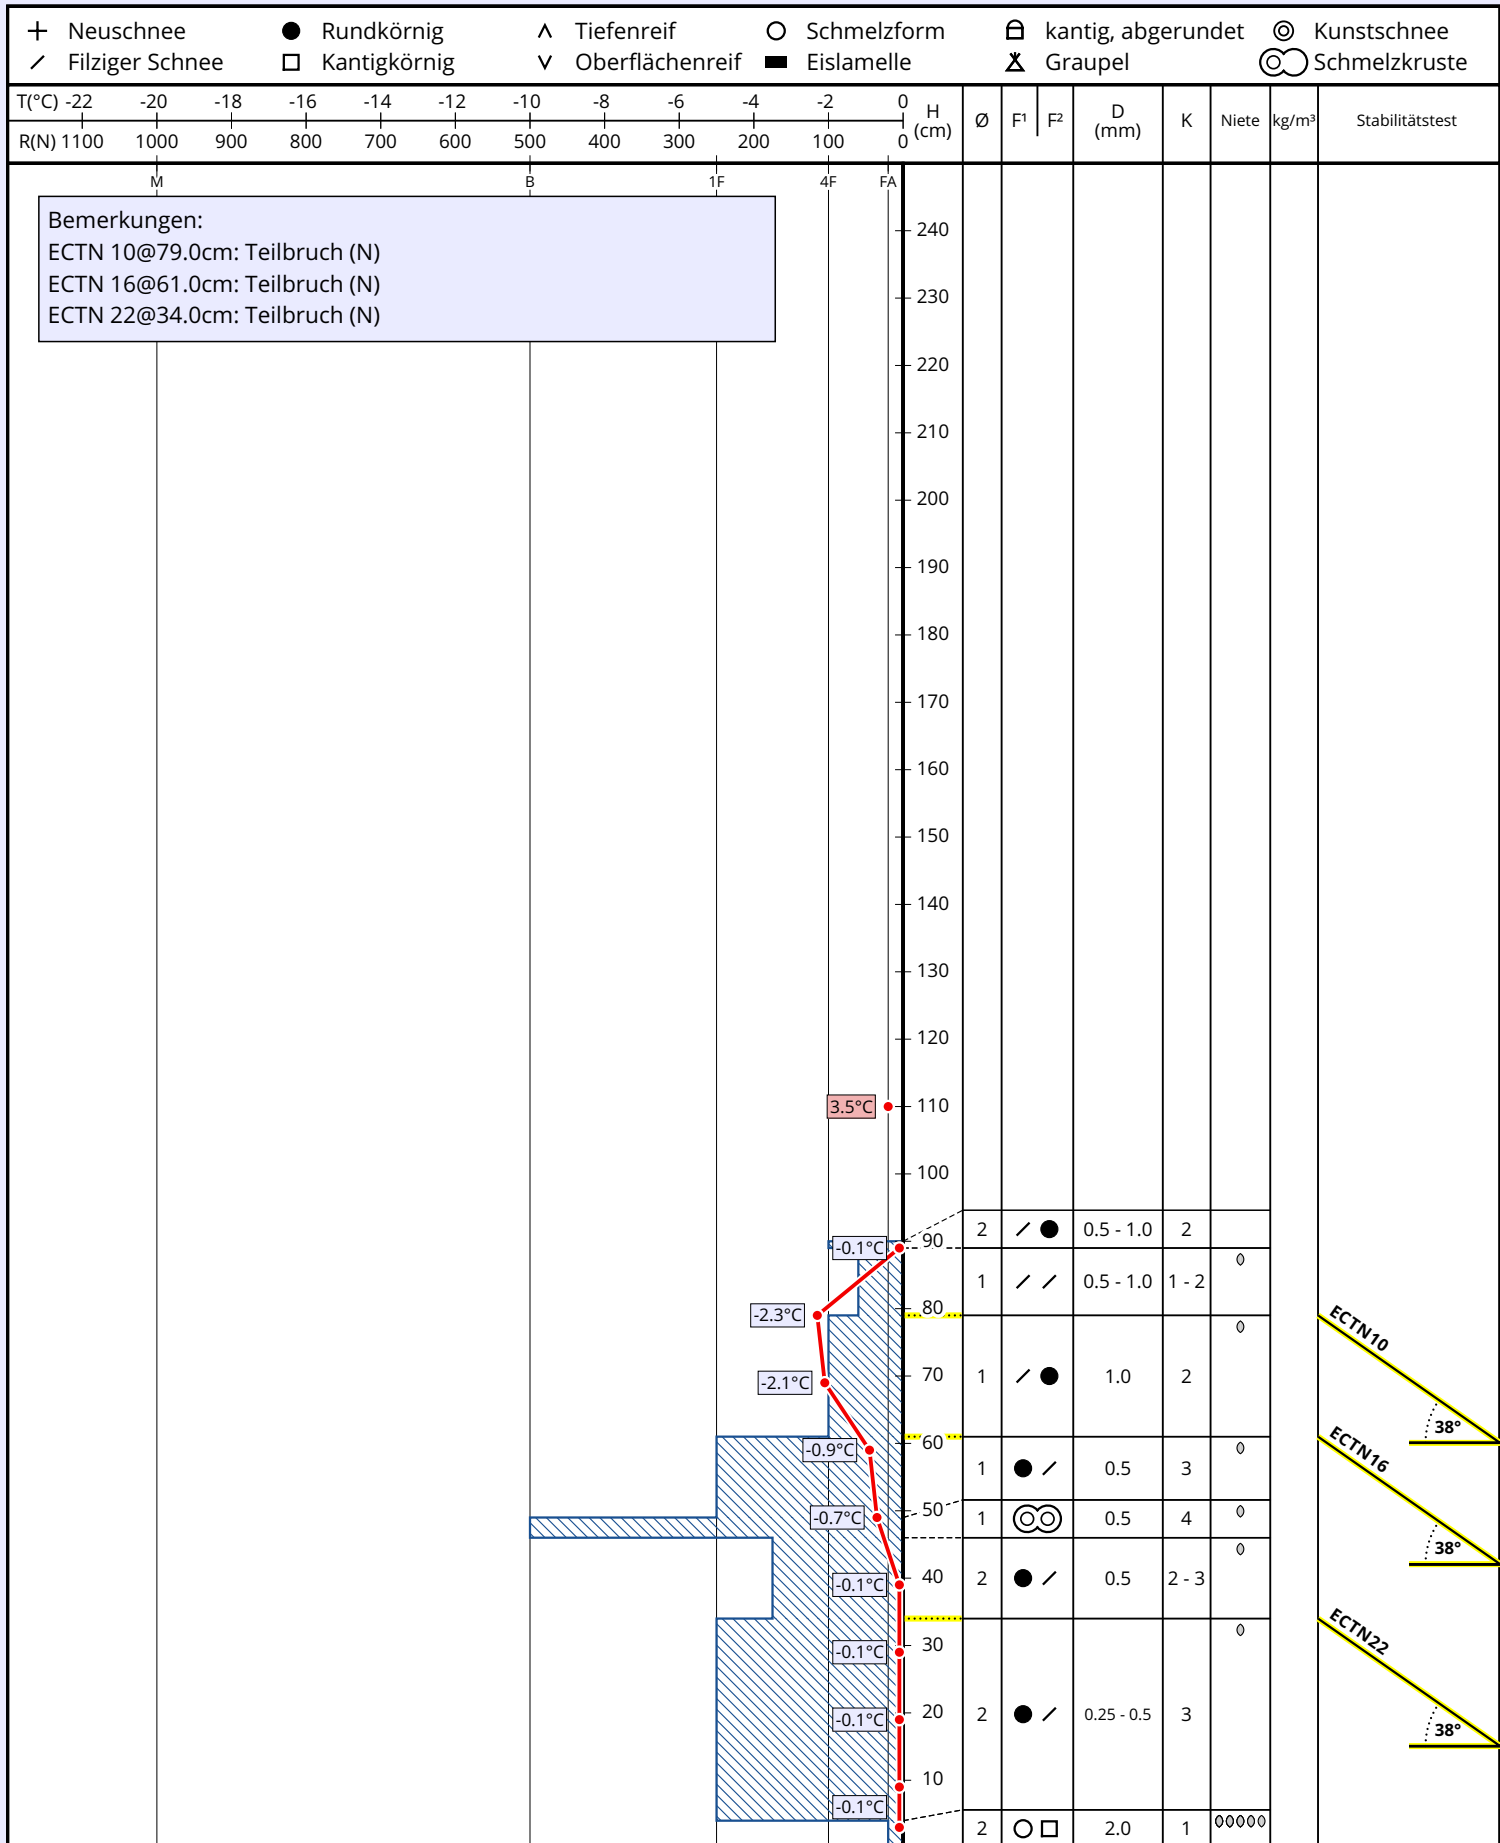 Neuschnee Rundkörnig Tiefenreif Schmelzform kantig, abgerundet Kunstschnee
Filziger Schnee Kantigkörnig Oberflächenreif Eislamelle Graupel Schmelzkruste
T(°C) -22 -20 -18 -16 -14 -12 -10 -8 -6 -4 -2 0
R(N) 1100 1000 900 800 700 600 500 400 300 200 100 0
H (cm) Ø F¹ F² D (mm) K Niete kg/m³ Stabilitätstest
M B 1F 4F FA
Bemerkungen:
ECTN 10@79.0cm: Teilbruch (N)
ECTN 16@61.0cm: Teilbruch (N)
ECTN 22@34.0cm: Teilbruch (N)
240
230
220
210
200
190
180
170
160
150
140
130
120
3.5°C 110
100
2 0.5 - 1.0 2
-0.1°C 90
1 0.5 - 1.0 1 - 2
80
-2.3°C ECTN10
70
-2.1°C 1 1.0 2
38°
60
-0.9°C ECTN16
1 0.5 3
50
-0.7°C 1 0.5 4
38°
40
-0.1°C 2 0.5 2 - 3
ECTN22
30
-0.1°C
20
-0.1°C 2 0.25 - 0.5 3
38°
10
-0.1°C
2 2.0 1